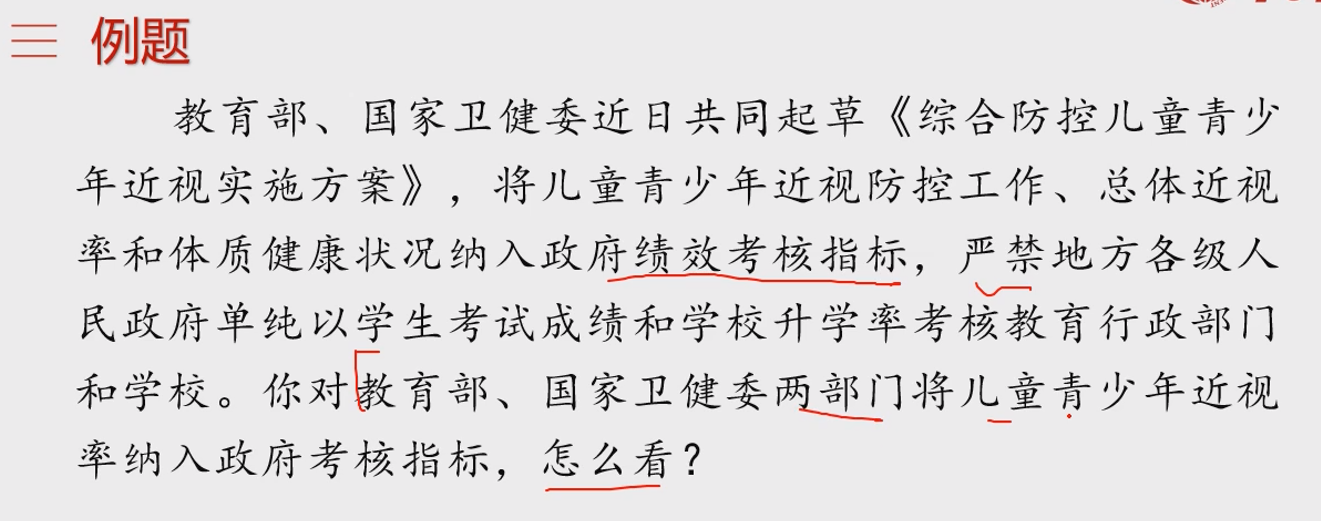 例题
教育部、国家卫健委近日共同起草《综合防控儿童青少
年近视实施方案》，将儿童青少年近视防控工作、总体近视
率和体质健康状况纳入政府绩效考核指标，严禁地方各级人
民政府单纯以学生考试成绩和学校升学率考核教育行政部门
和学校。你对教育部、国家卫健委两部门将儿童青少年近视
率纳入政府考核指标，怎么看？